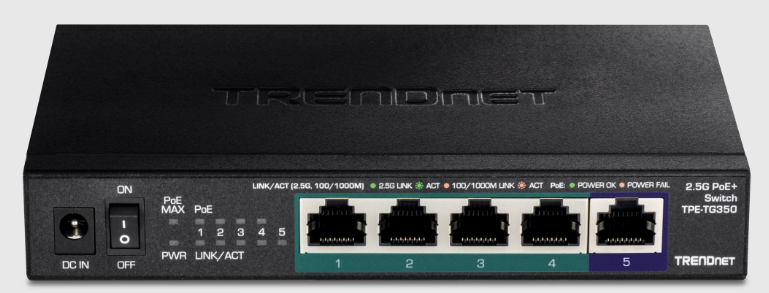 TRENDNET
LINK/ACT (2.5G, 100/1000M) 2.5G LINK ACT 100/1000M LINK ACT PoE: POWER OK POWER FAIL
2.5G PoE+
Switch
TPE-TG350
ON
PoE
MAX
PoE
1 2 3 4 5
I
O
PWR LINK/ACT
DC IN
OFF
1 2 3 4 5
TRENDNET